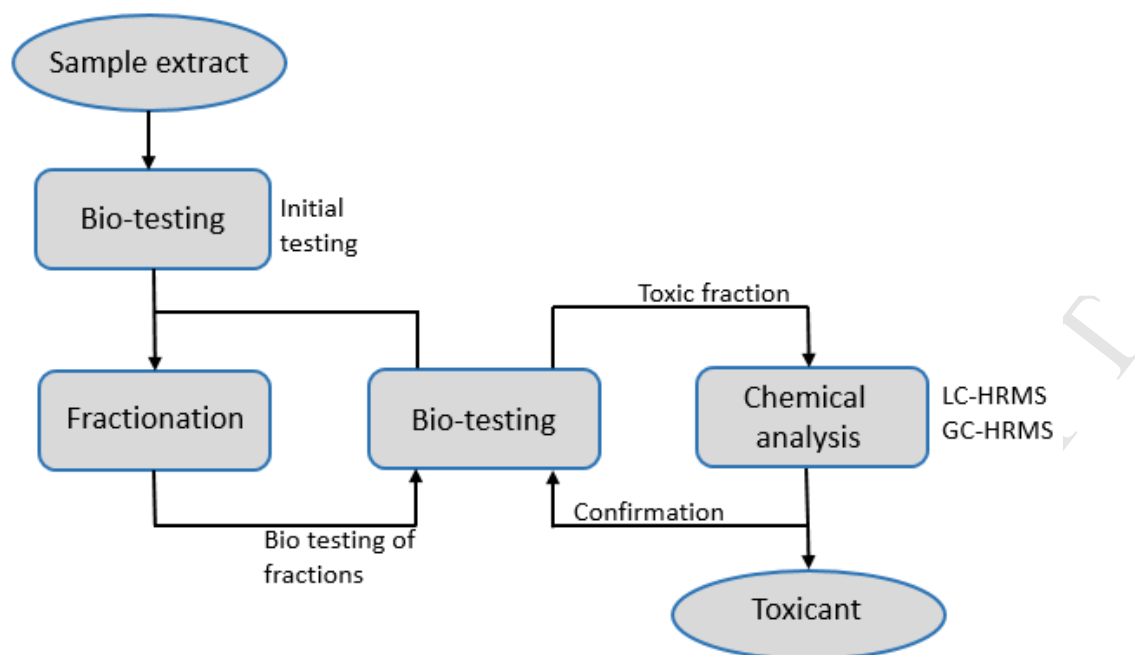 Sample extract
Bio-testing
Initial
testing
Toxic fraction
Fractionation
Bio-testing
Chemical
analysis
LC-HRMS
GC-HRMS
Bio testing of
fractions
Confirmation
Toxicant